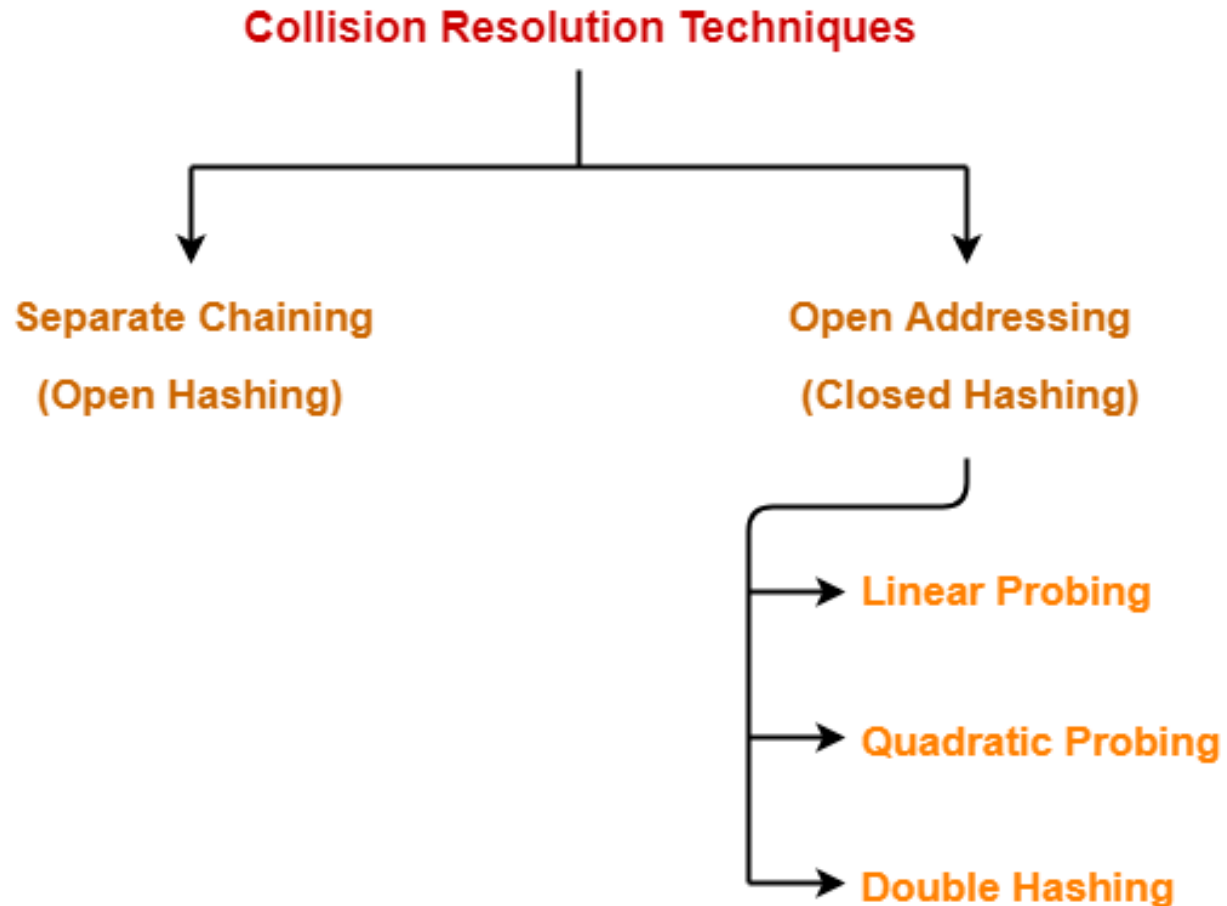 Collision Resolution Techniques
Separate Chaining
(Open Hashing)
Open Addressing
(Closed Hashing)
Linear Probing
Quadratic Probing
Double Hashing